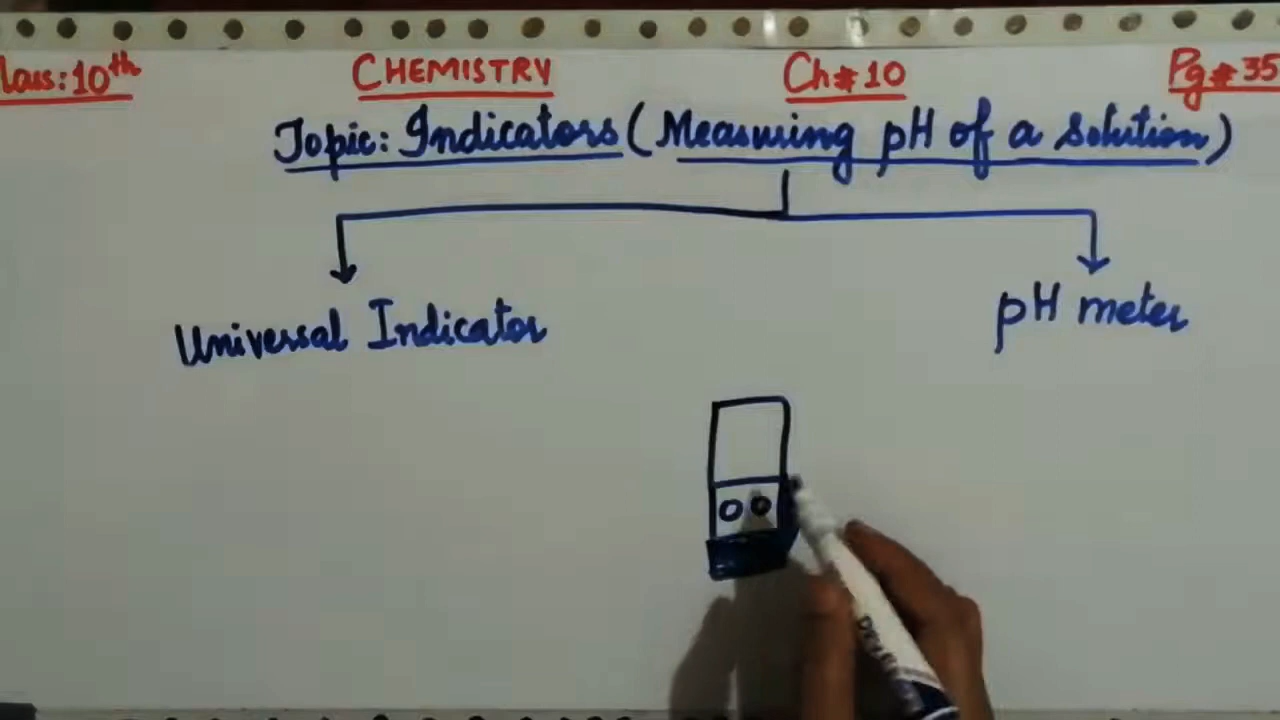 lass:10th CHEMISTRY Ch#10 Pg#35
Topic: Indicators (Measuring pH of a solution)
Universal Indicator pH meter